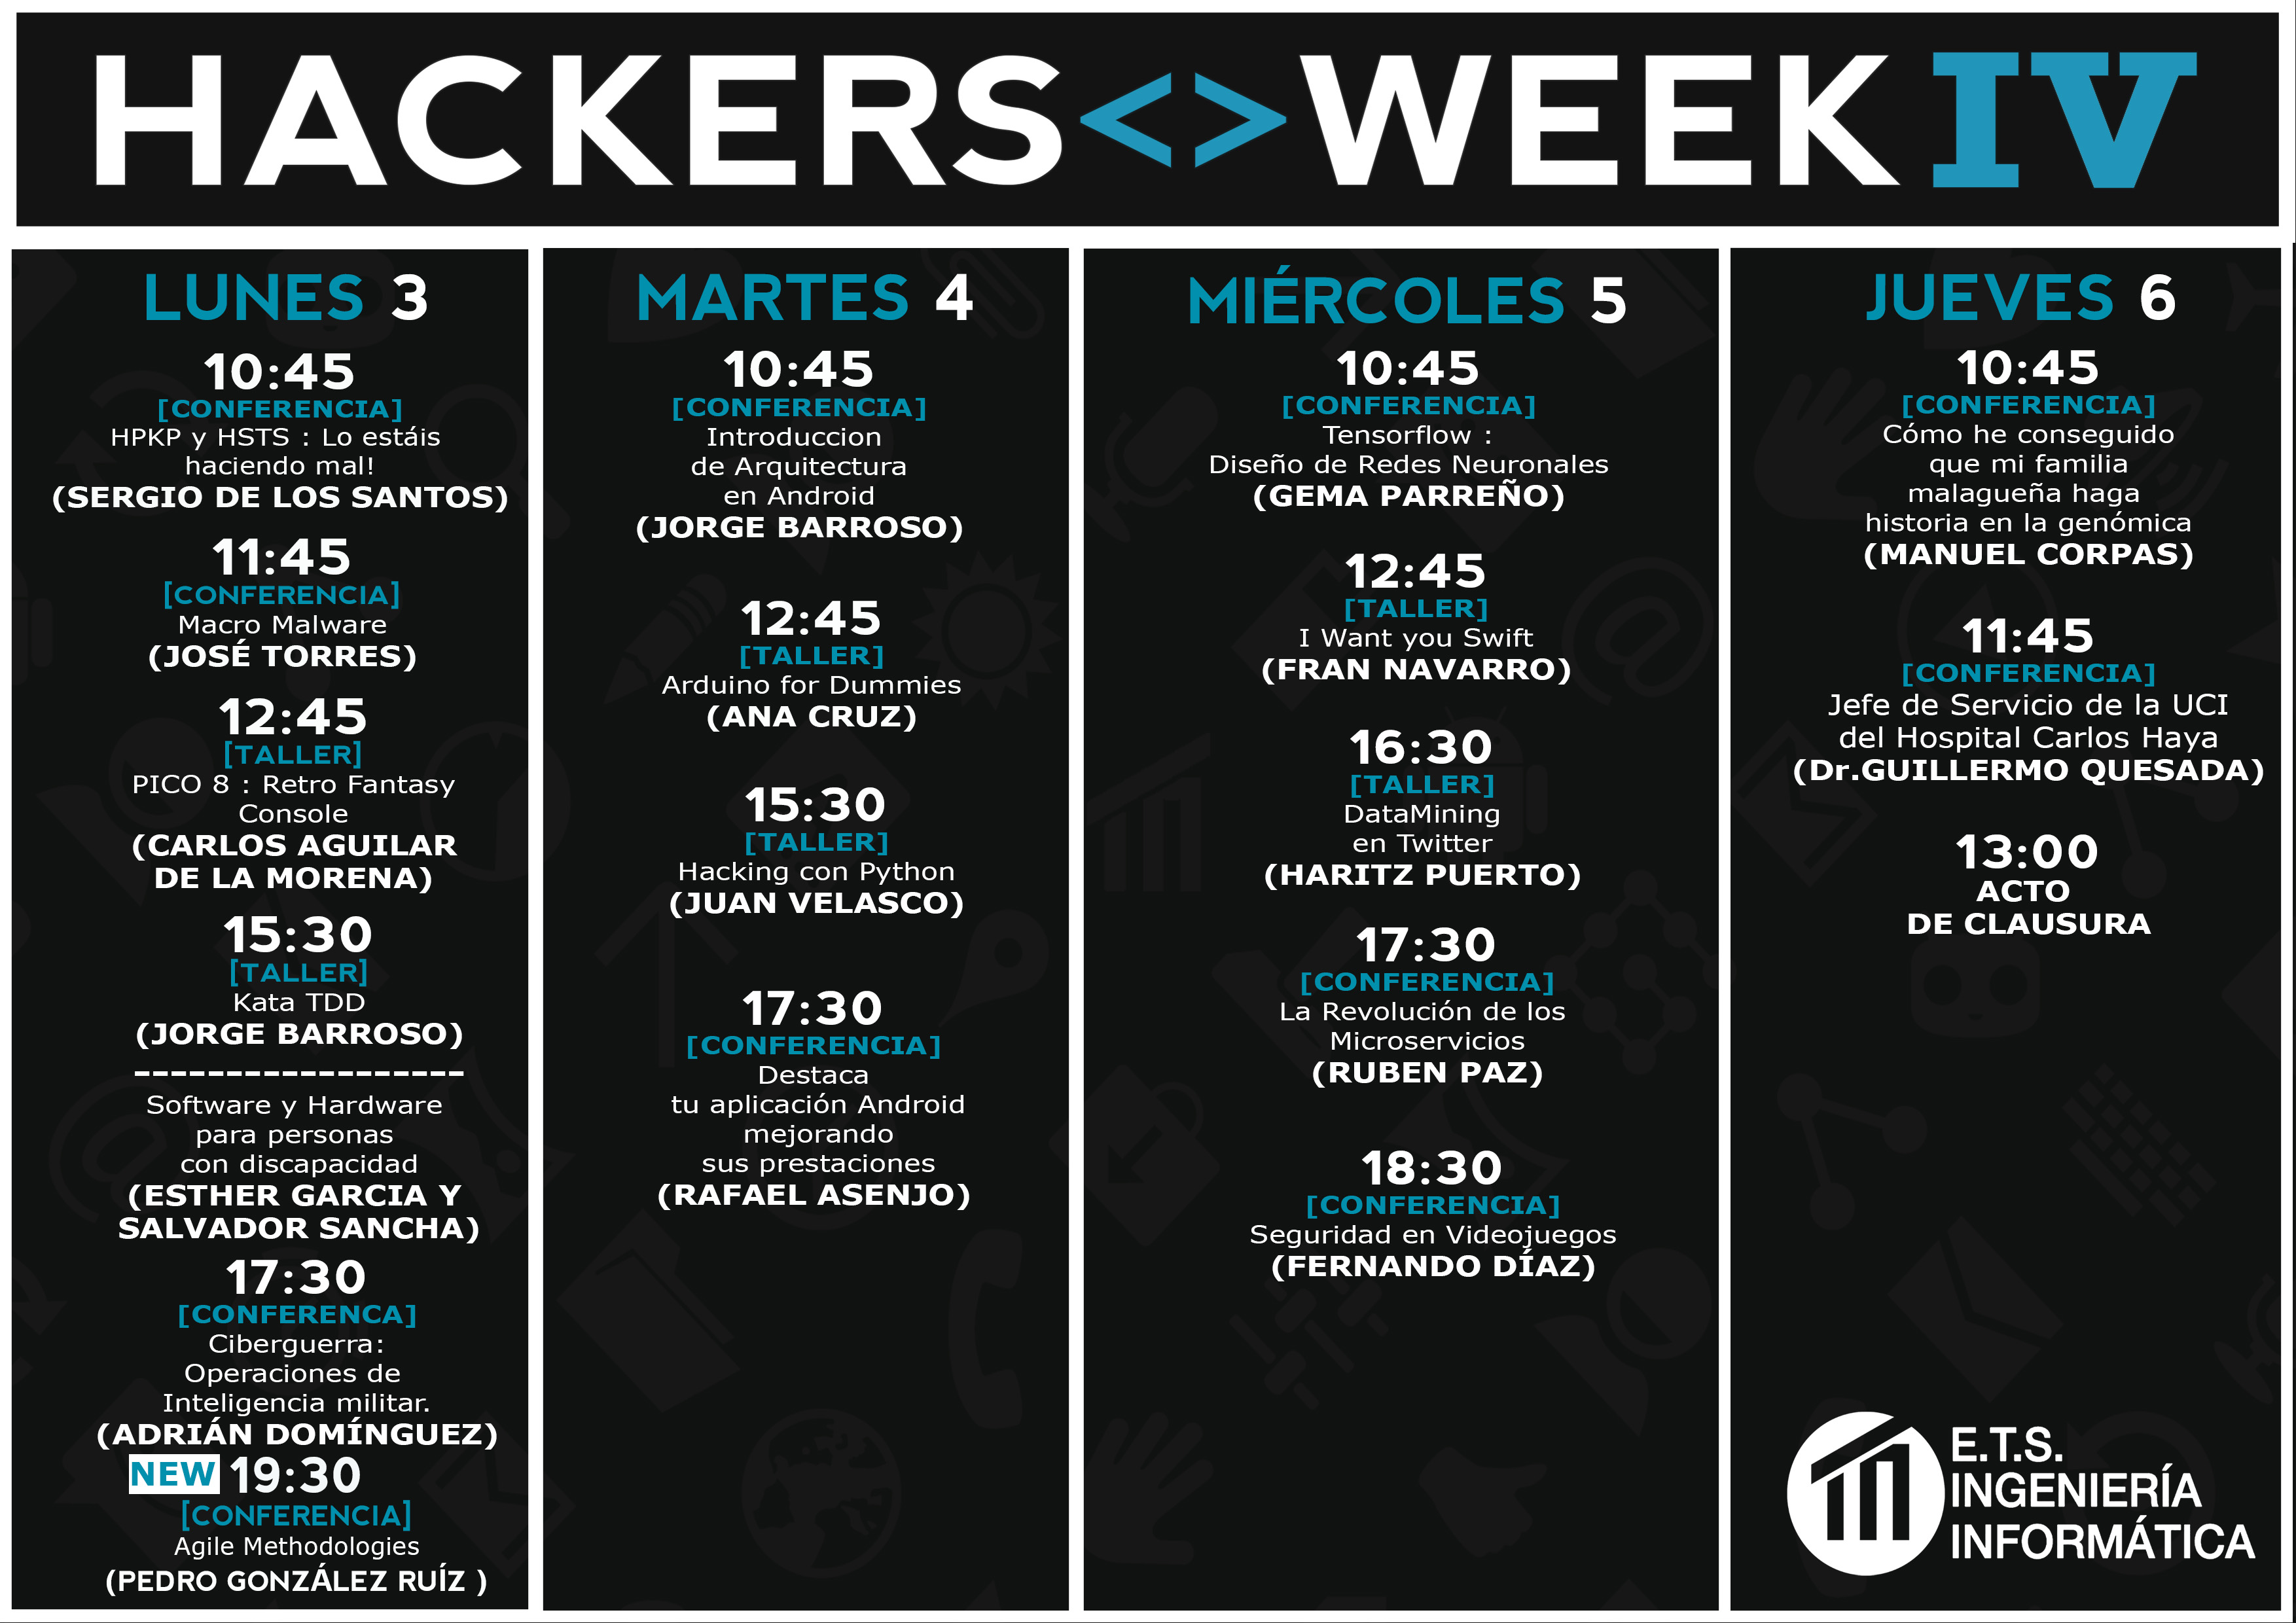 HACKERS<>WEEK IV
LUNES 3
10:45
[CONFERENCIA]
HPKP y HSTS : Lo estáis
haciendo mal!
(SERGIO DE LOS SANTOS)
11:45
[CONFERENCIA]
Macro Malware
(JOSÉ TORRES)
12:45
[TALLER]
PICO 8 : Retro Fantasy
Console
(CARLOS AGUILAR
DE LA MORENA)
15:30
[TALLER]
Kata TDD
(JORGE BARROSO)
------------------
Software y Hardware
para personas
con discapacidad
(ESTHER GARCIA Y
SALVADOR SANCHA)
17:30
[CONFERENCA]
Ciberguerra:
Operaciones de
Inteligencia militar.
(ADRIÁN DOMÍNGUEZ)
NEW 19:30
[CONFERENCIA]
Agile Methodologies
(PEDRO GONZÁLEZ RUÍZ )
MARTES 4
10:45
[CONFERENCIA]
Introduccion
de Arquitectura
en Android
(JORGE BARROSO)
12:45
[TALLER]
Arduino for Dummies
(ANA CRUZ)
15:30
[TALLER]
Hacking con Python
(JUAN VELASCO)
17:30
[CONFERENCIA]
Destaca
tu aplicación Android
mejorando
sus prestaciones
(RAFAEL ASENJO)
MIÉRCOLES 5
10:45
[CONFERENCIA]
Tensorflow :
Diseño de Redes Neuronales
(GEMA PARREÑO)
12:45
[TALLER]
I Want you Swift
(FRAN NAVARRO)
16:30
[TALLER]
DataMining
en Twitter
(HARITZ PUERTO)
17:30
[CONFERENCIA]
La Revolución de los
Microservicios
(RUBEN PAZ)
18:30
[CONFERENCIA]
Seguridad en Videojuegos
(FERNANDO DÍAZ)
JUEVES 6
10:45
[CONFERENCIA]
Cómo he conseguido
que mi familia
malagueña haga
historia en la genómica
(MANUEL CORPAS)
11:45
[CONFERENCIA]
Jefe de Servicio de la UCI
del Hospital Carlos Haya
(Dr.GUILLERMO QUESADA)
13:00
ACTO
DE CLAUSURA
E.T.S.
INGENIERÍA
INFORMÁTICA